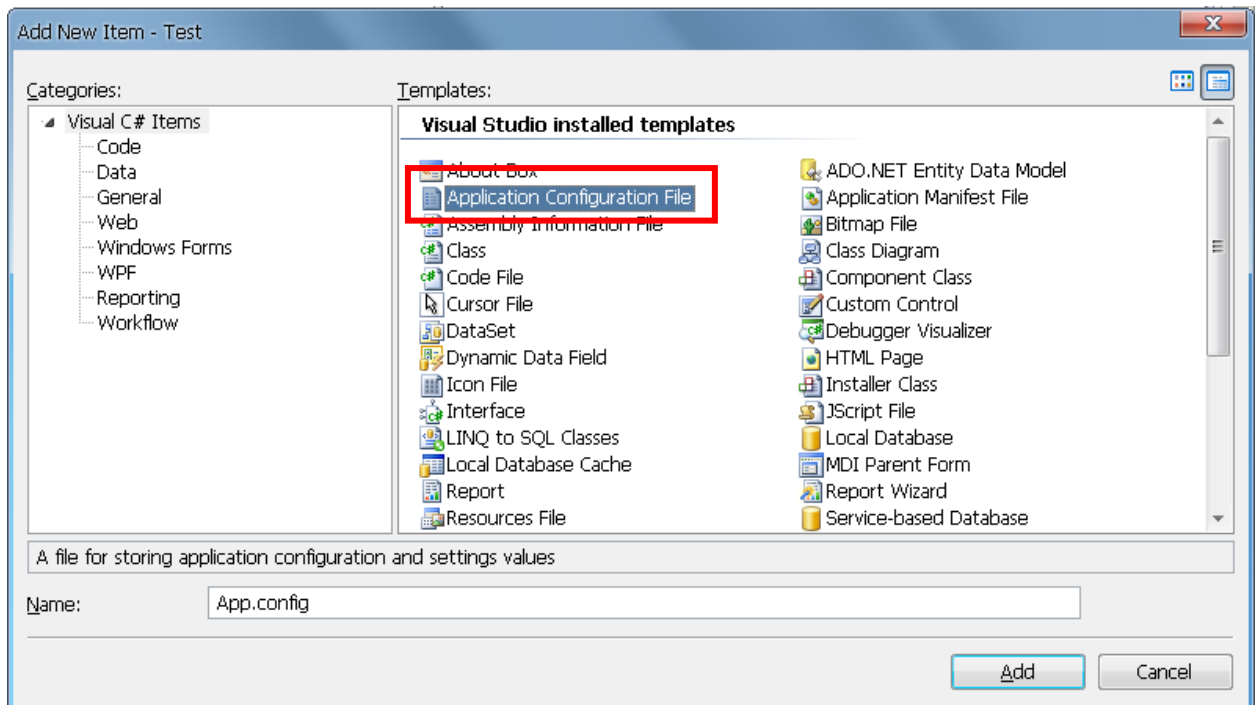 Add New Item - Test
Categories:
Templates:
Visual C# Items
Code
Data
General
Web
Windows Forms
WPF
Reporting
Workflow
Visual Studio installed templates
About Box
ADO.NET Entity Data Model
Application Configuration File
Application Manifest File
Assembly Information File
Bitmap File
Class
Class Diagram
Code File
Component Class
Cursor File
Custom Control
DataSet
Debugger Visualizer
Dynamic Data Field
HTML Page
Icon File
Installer Class
Interface
JScript File
LINQ to SQL Classes
Local Database
Local Database Cache
MDI Parent Form
Report
Report Wizard
Resources File
Service-based Database
A file for storing application configuration and settings values
Name:
App.config
Add
Cancel